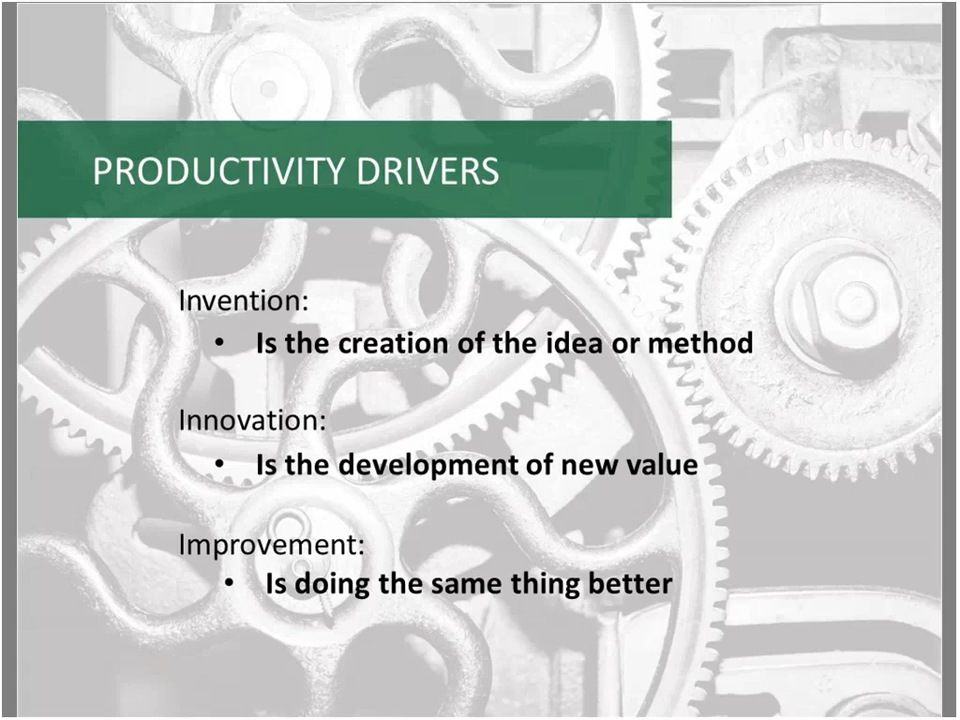 PRODUCTIVITY DRIVERS
Invention:
• Is the creation of the idea or method
Innovation:
• Is the development of new value
Improvement:
• Is doing the same thing better